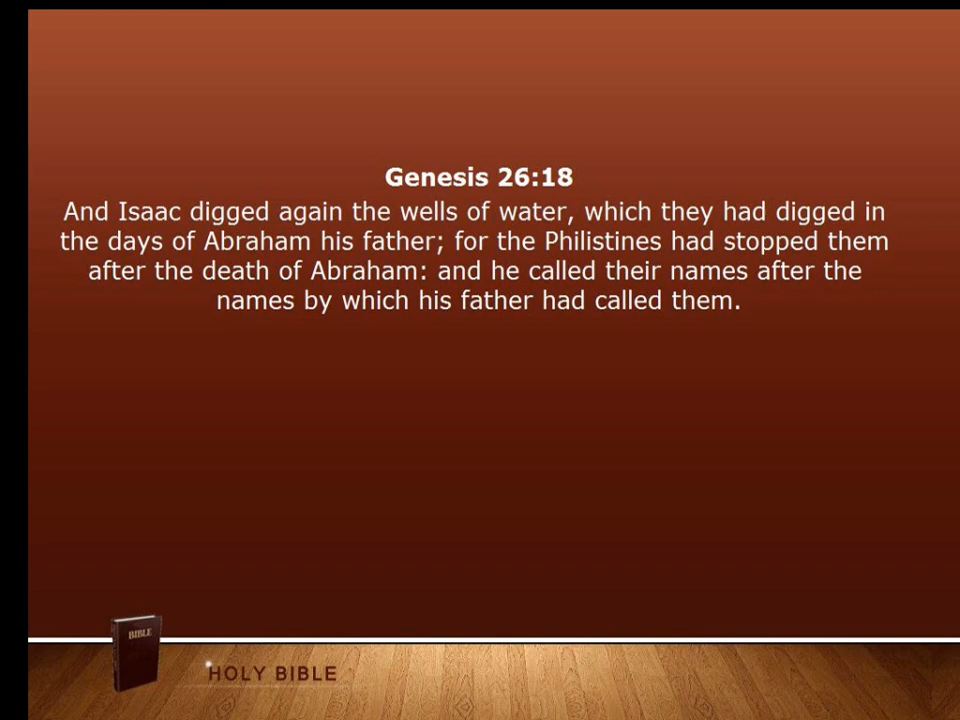 Genesis 26:18
And Isaac digged again the wells of water, which they had digged in
the days of Abraham his father; for the Philistines had stopped them
after the death of Abraham: and he called their names after the
names by which his father had called them.
BIBLE
HOLY BIBLE